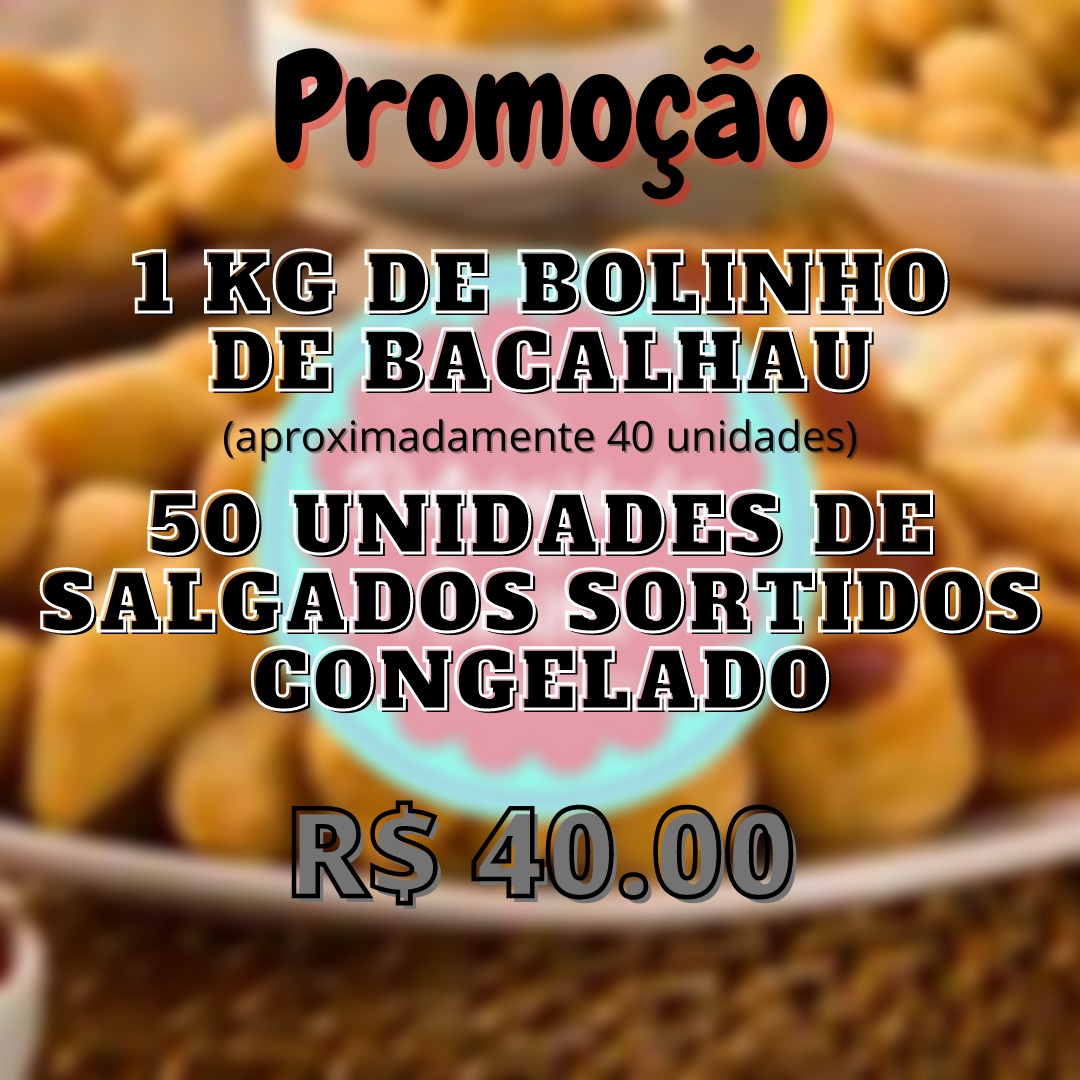 Promoção
1 KG DE BOLINHO
DE BACALHAU
(aproximadamente 40 unidades)
50 UNIDADES DE
SALGADOS SORTIDOS
CONGELADO
R$ 40.00